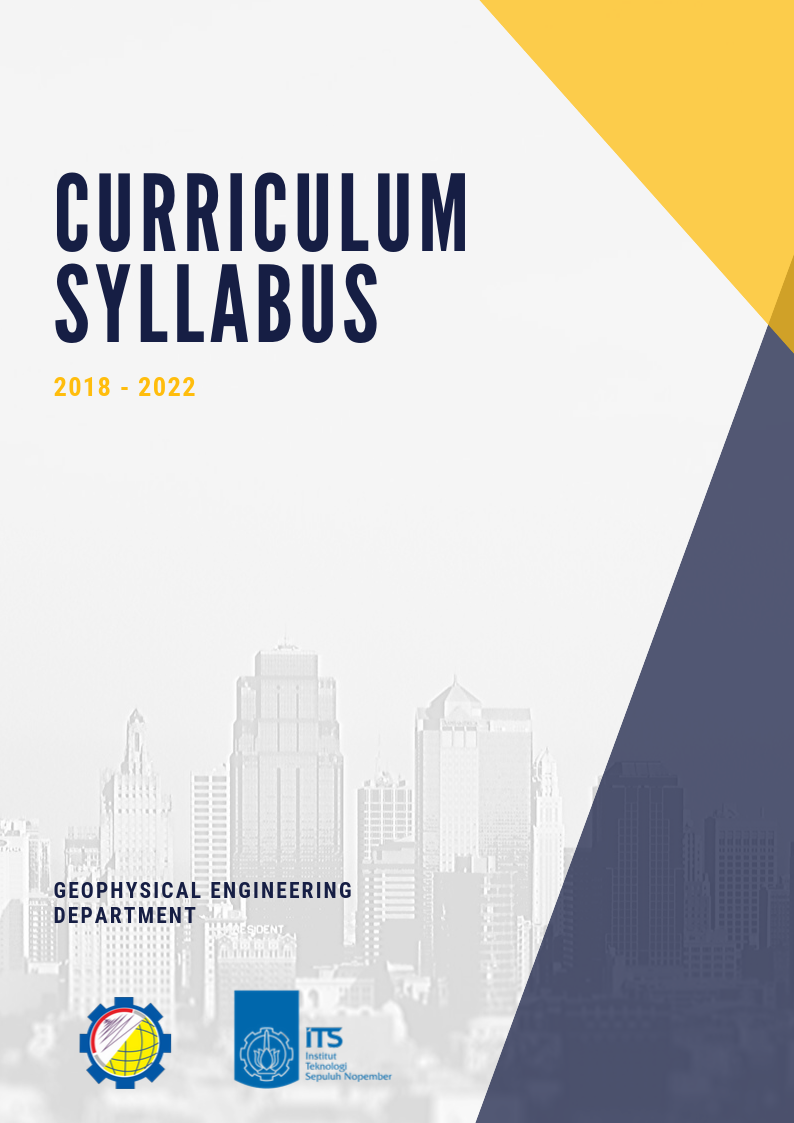 CURRICULUM
SYLLABUS
2018 - 2022
GEOPHYSICAL ENGINEERING
DEPARTMENT
iTS
Institut
Teknologi
Sepuluh Nopember